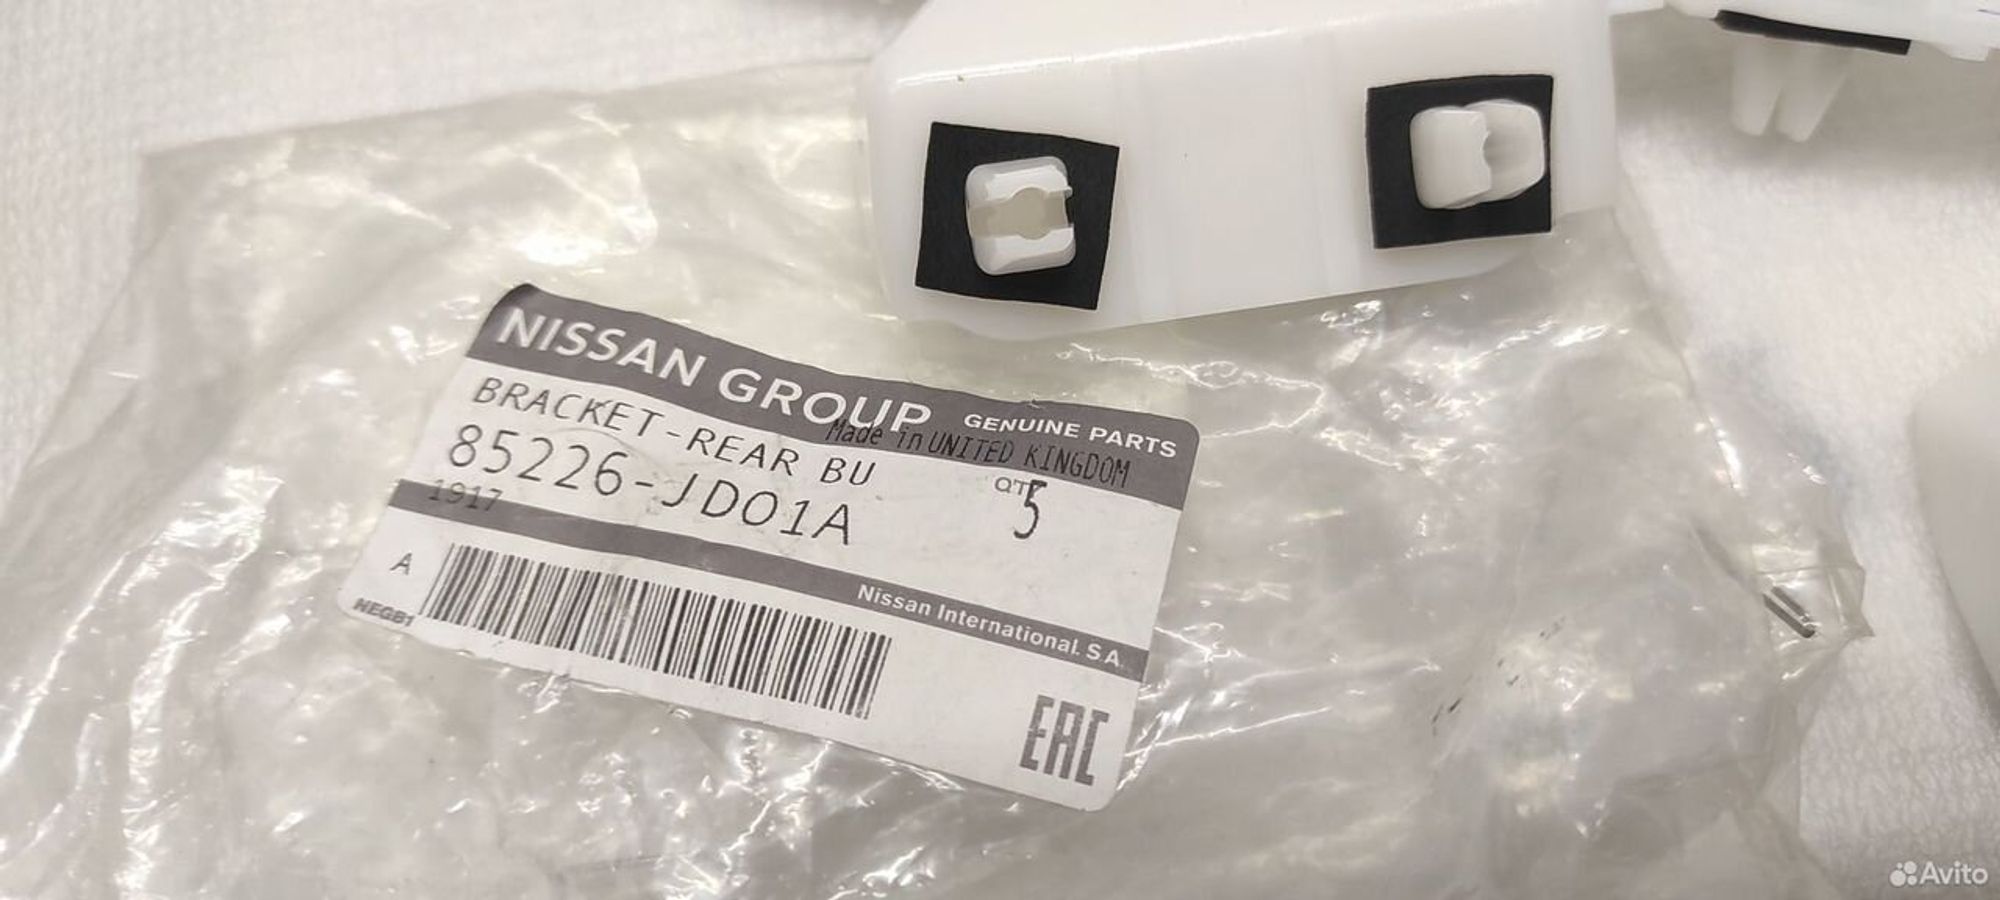 NISSAN GROUP GENUINE PARTS
BRACKET-REAR BU
Made in UNITED KINGDOM
85226-JD01A
QT 5
1917
Nissan International. S.A.
A
NEGB1
EAC
Avito